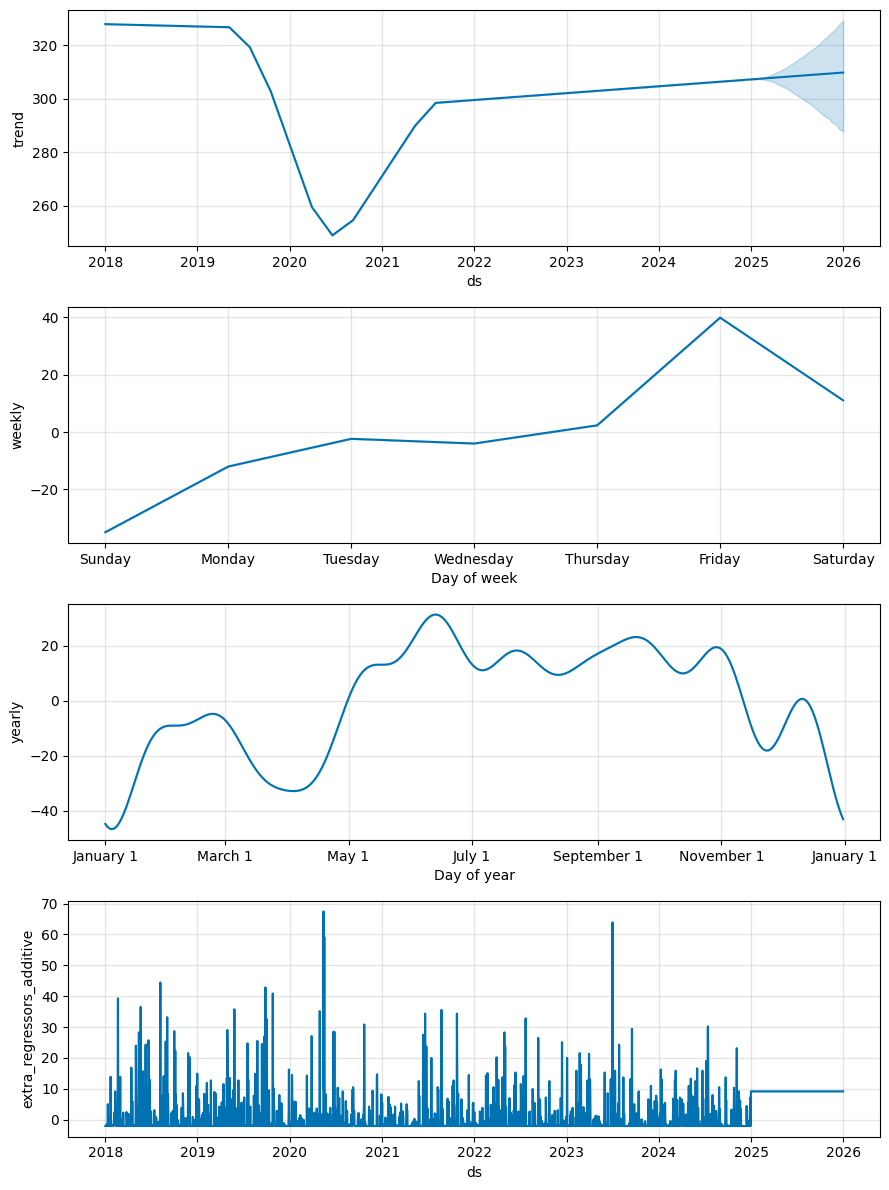 320
300
280
260
trend
2018 2019 2020 2021 2022 2023 2024 2025 2026
ds
40
20
0
−20
weekly
Sunday Monday Tuesday Wednesday Thursday Friday Saturday
Day of week
20
0
−20
−40
yearly
January 1 March 1 May 1 July 1 September 1 November 1 January 1
Day of year
70
60
50
40
30
20
10
0
extra_regressors_additive
2018 2019 2020 2021 2022 2023 2024 2025 2026
ds